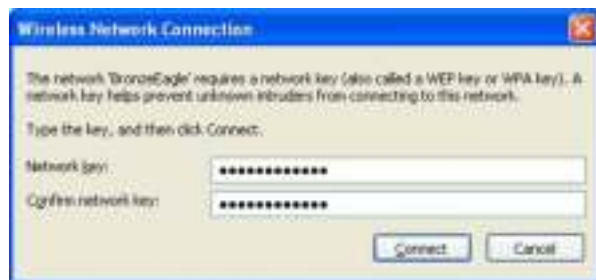 Wireless Network Connection
The network 'BronzeEagle' requires a network key (also called a WEP key or WPA key). A
network key helps prevent unknown intruders from connecting to this network.
Type the key, and then click Connect.
Network key: ••••••••••••
Confirm network key: ••••••••••••
Connect Cancel